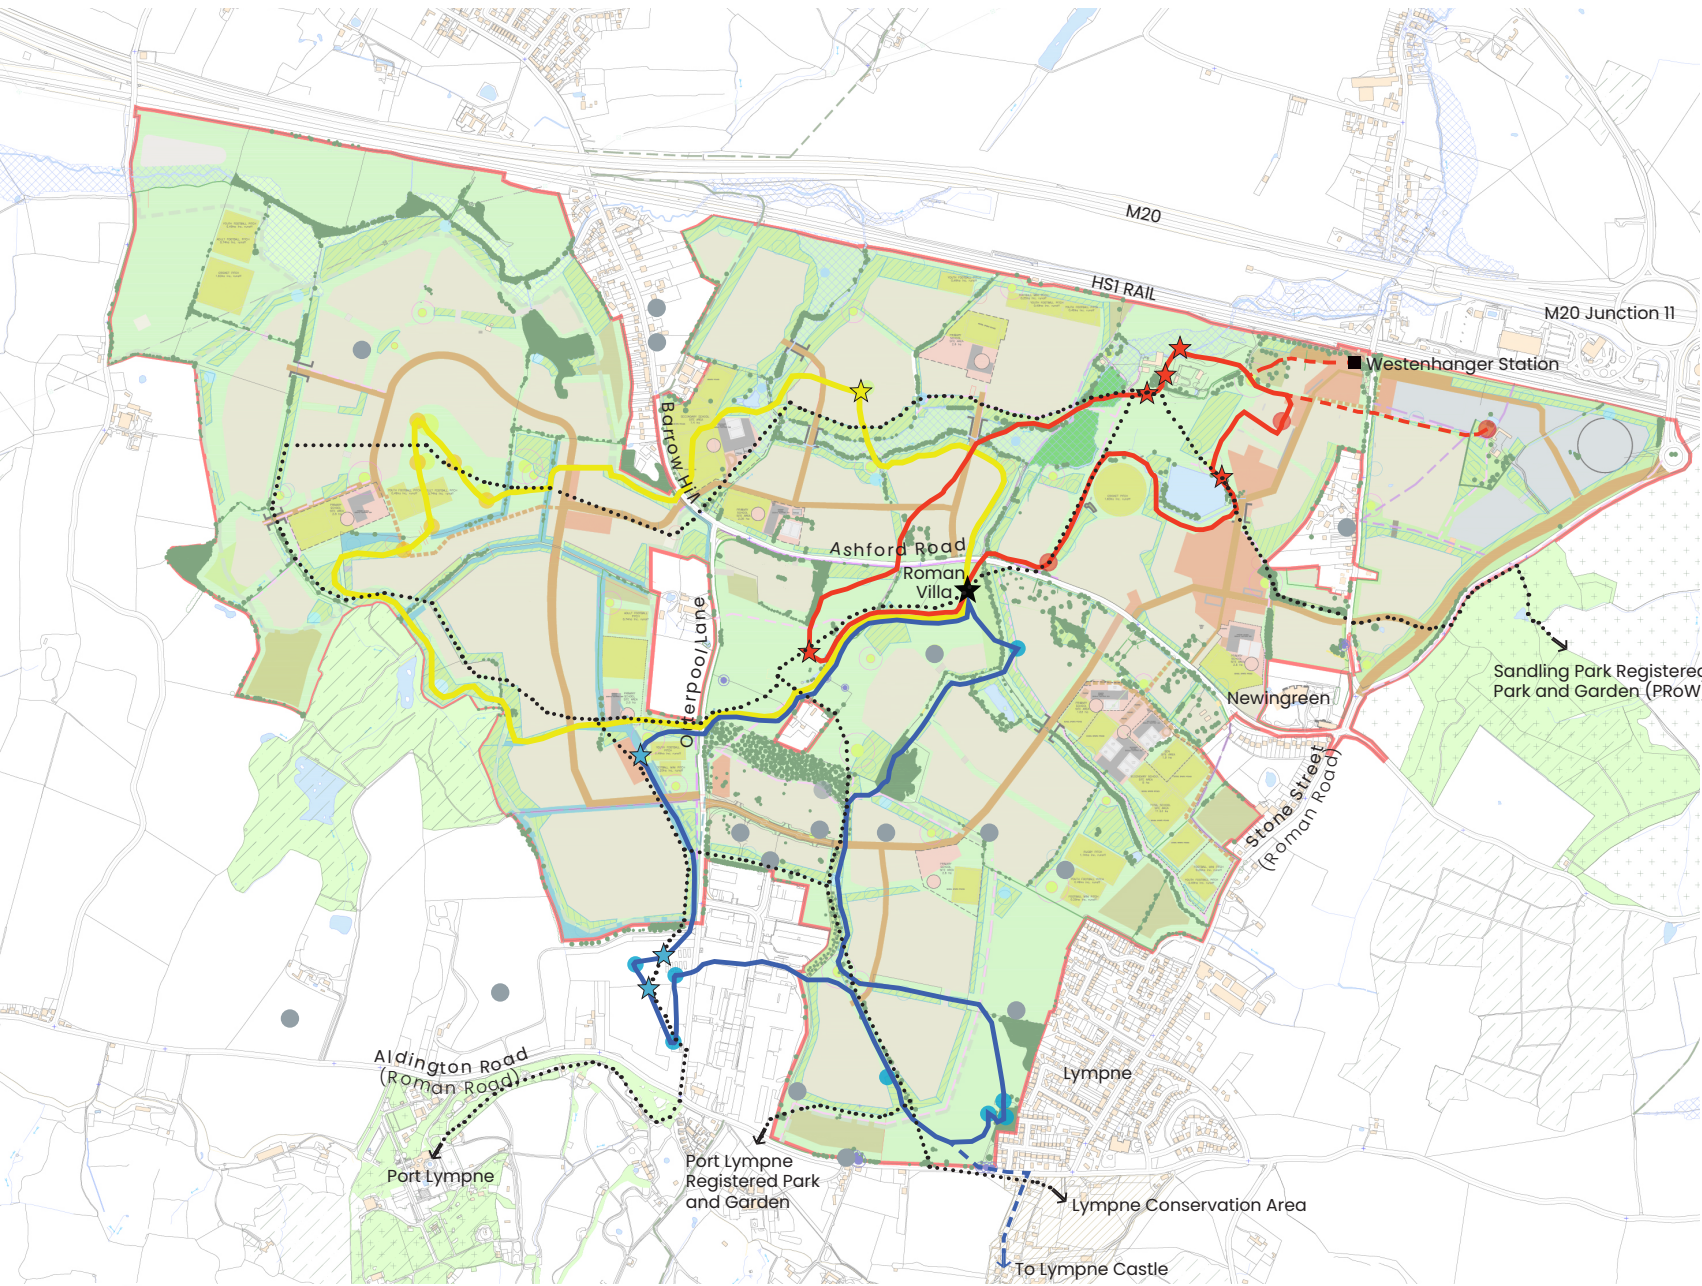 M20
HS1 RAIL
M20 Junction 11
Westenhanger Station
Barrow Hill
Ashford Road
Roman
Villa
Otterpool Lane
Sandling Park Registered
Park and Garden (PRoW
Newingreen
Stone Street
(Roman Road)
Aldington Road
(Roman Road)
Lympne
Port Lympne
Port Lympne
Registered Park
and Garden
Lympne Conservation Area
To Lympne Castle